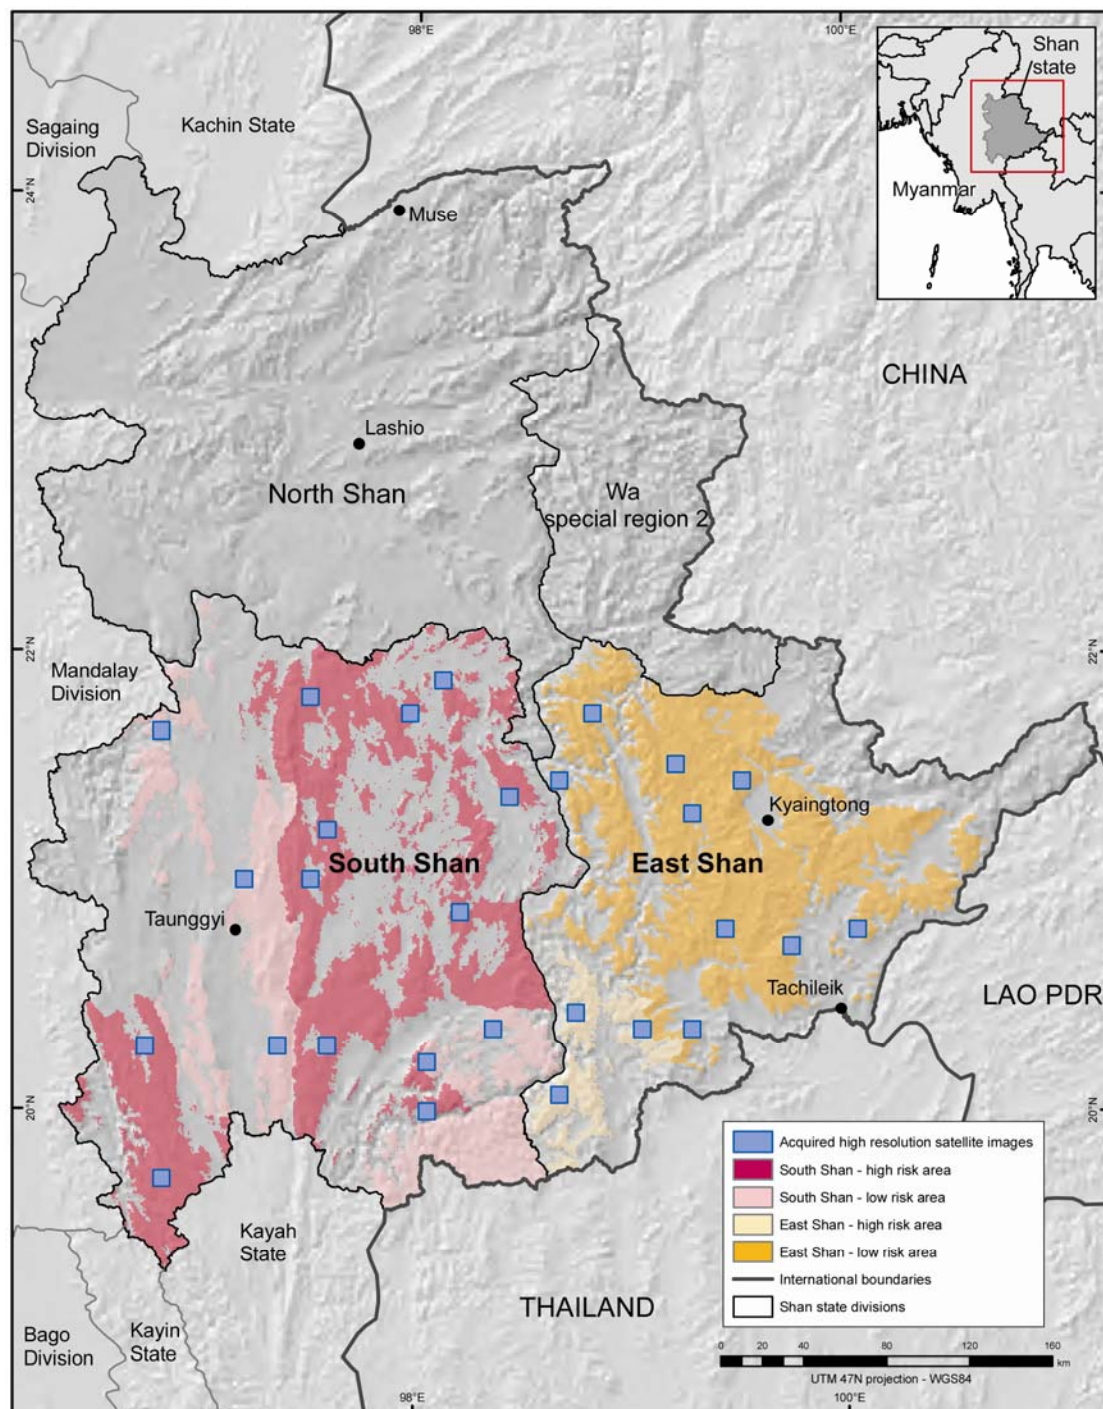 98°E
100°E
Shan
state
Myanmar
Sagaing
Division
Kachin State
24°N
Muse
CHINA
Lashio
North Shan
Wa
special region 2
22°N
22°N
Mandalay
Division
Kyaingtong
South Shan
East Shan
Taunggyi
Tachileik
LAO PDR
20°N
20°N
Acquired high resolution satellite images
South Shan - high risk area
South Shan - low risk area
East Shan - high risk area
East Shan - low risk area
International boundaries
Shan state divisions
Kayah
State
THAILAND
Bago
Division
Kayin
State
0 20 40 80 120 160
km
UTM 47N projection - WGS84
98°E
100°E